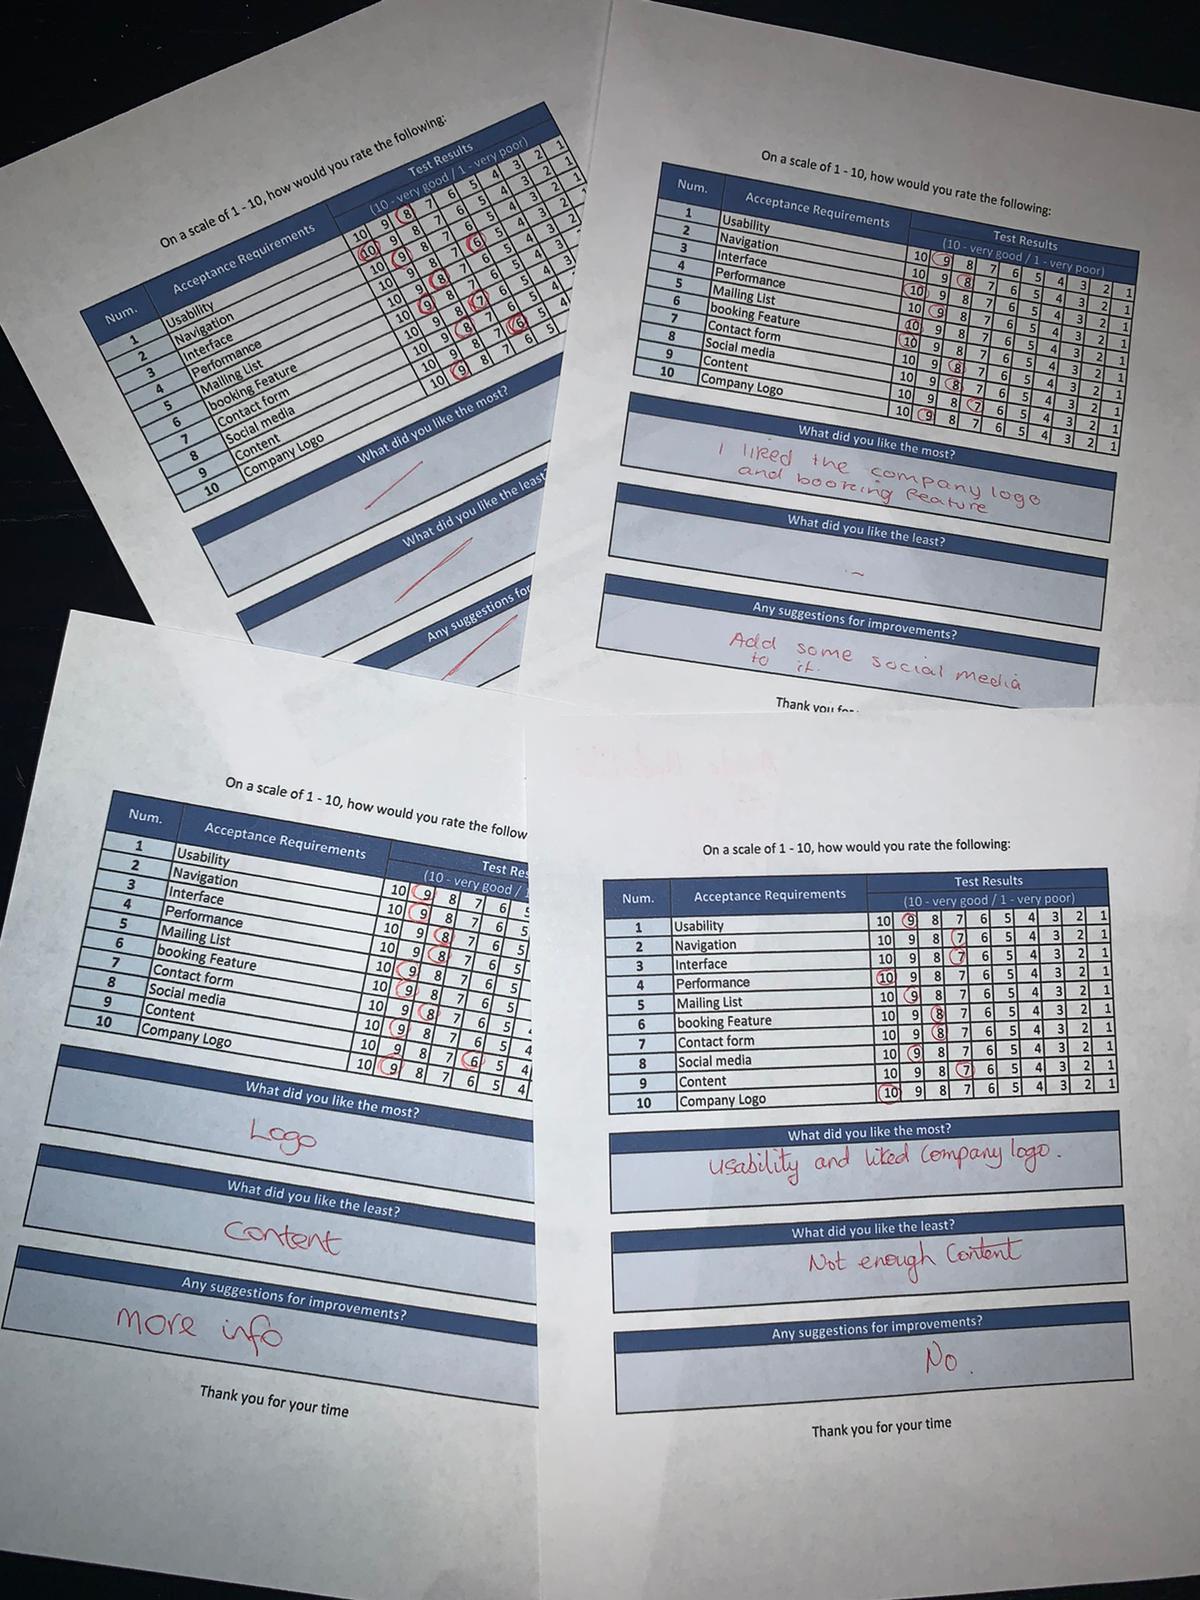 On a scale of 1 - 10, how would you rate the following:
Num. Acceptance Requirements Test Results
(10 - very good / 1 - very poor)
1 Usability 10 9 8 7 6 5 4 3 2 1
2 Navigation 10 9 8 7 6 5 4 3 2 1
3 Interface 10 9 8 7 6 5 4 3 2 1
4 Performance 10 9 8 7 6 5 4 3 2
5 Mailing List 10 9 8 7 6 5 4 3 2
6 booking Feature 10 9 8 7 6 5 4 3
7 Contact form 10 9 8 7 6 5 4 3
8 Social media 10 9 8 7 6 5 4
9 Content 10 9 8 7 6 5 4
10 Company Logo 10 9 8 7 6 5
What did you like the most?
What did you like the least?
Any suggestions for
On a scale of 1 - 10, how would you rate the following:
Num. Acceptance Requirements Test Results
(10 - very good / 1 - very poor)
1 Usability 10 9 8 7 6 5 4 3 2 1
2 Navigation 10 9 8 7 6 5 4 3 2 1
3 Interface 10 9 8 7 6 5 4 3 2 1
4 Performance 10 9 8 7 6 5 4 3 2 1
5 Mailing List 10 9 8 7 6 5 4 3 2 1
6 booking Feature 10 9 8 7 6 5 4 3 2 1
7 Contact form 10 9 8 7 6 5 4 3 2 1
8 Social media 10 9 8 7 6 5 4 3 2 1
9 Content 10 9 8 7 6 5 4 3 2 1
10 Company Logo 10 9 8 7 6 5 4 3 2 1
What did you like the most?
I liked the company logo
and booking feature
What did you like the least?
~
Any suggestions for improvements?
Add some social media
to it.
Thank you for
On a scale of 1 - 10, how would you rate the follow
Num. Acceptance Requirements Test Res
(10 - very good / 1
1 Usability 10 9 8 7 6 5
2 Navigation 10 9 8 7 6 5
3 Interface 10 9 8 7 6 5
4 Performance 10 9 8 7 6 5
5 Mailing List 10 9 8 7 6 5
6 booking Feature 10 9 8 7 6 5
7 Contact form 10 9 8 7 6 5
8 Social media 10 9 8 7 6 5 4
9 Content 10 9 8 7 6 5 4
10 Company Logo 10 9 8 7 6 5 4
What did you like the most?
Logo
What did you like the least?
Content
Any suggestions for improvements?
more info
Thank you for your time
On a scale of 1 - 10, how would you rate the following:
Num. Acceptance Requirements Test Results
(10 - very good / 1 - very poor)
1 Usability 10 9 8 7 6 5 4 3 2 1
2 Navigation 10 9 8 7 6 5 4 3 2 1
3 Interface 10 9 8 7 6 5 4 3 2 1
4 Performance 10 9 8 7 6 5 4 3 2 1
5 Mailing List 10 9 8 7 6 5 4 3 2 1
6 booking Feature 10 9 8 7 6 5 4 3 2 1
7 Contact form 10 9 8 7 6 5 4 3 2 1
8 Social media 10 9 8 7 6 5 4 3 2 1
9 Content 10 9 8 7 6 5 4 3 2 1
10 Company Logo 10 9 8 7 6 5 4 3 2 1
What did you like the most?
Usability and liked company logo.
What did you like the least?
Not enough Content
Any suggestions for improvements?
No.
Thank you for your time